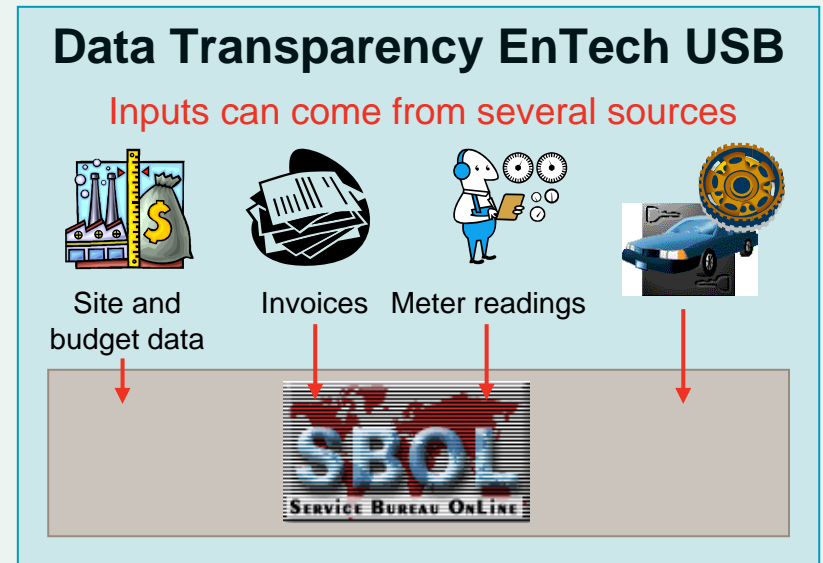 Data Transparency EnTech USB
Inputs can come from several sources
$
Site and
budget data
Invoices
Meter readings
SBOL
SERVICE BUREAU ONLINE